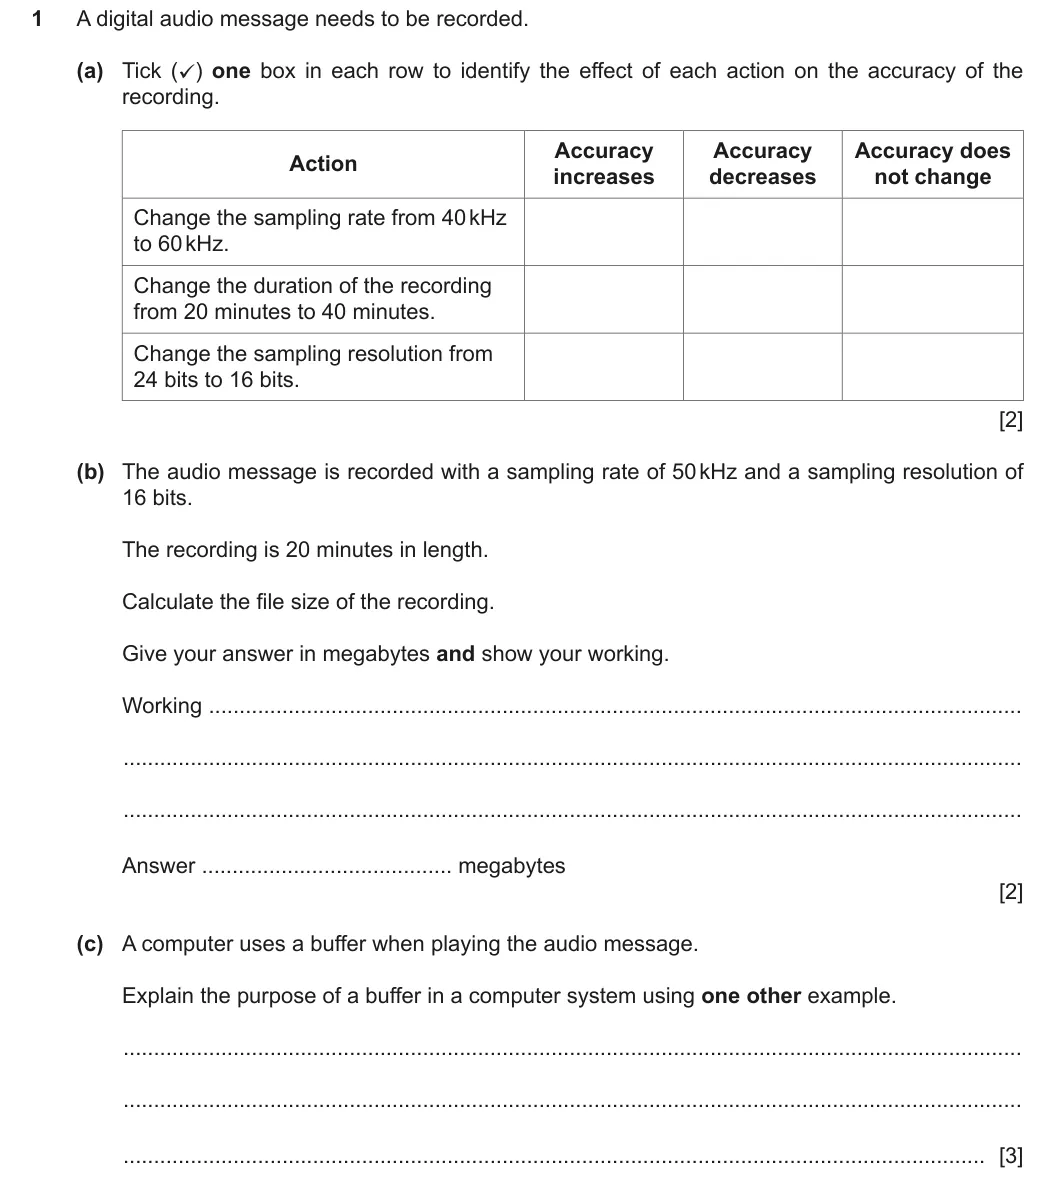 1 A digital audio message needs to be recorded.
(a) Tick (✓) one box in each row to identify the effect of each action on the accuracy of the
recording.
Action
Accuracy
increases
Accuracy
decreases
Accuracy does
not change
Change the sampling rate from 40 kHz
to 60 kHz.
Change the duration of the recording
from 20 minutes to 40 minutes.
Change the sampling resolution from
24 bits to 16 bits.
[2]
(b) The audio message is recorded with a sampling rate of 50 kHz and a sampling resolution of
16 bits.
The recording is 20 minutes in length.
Calculate the file size of the recording.
Give your answer in megabytes and show your working.
Working ..........
Answer .......... megabytes
[2]
(c) A computer uses a buffer when playing the audio message.
Explain the purpose of a buffer in a computer system using one other example.
[3]